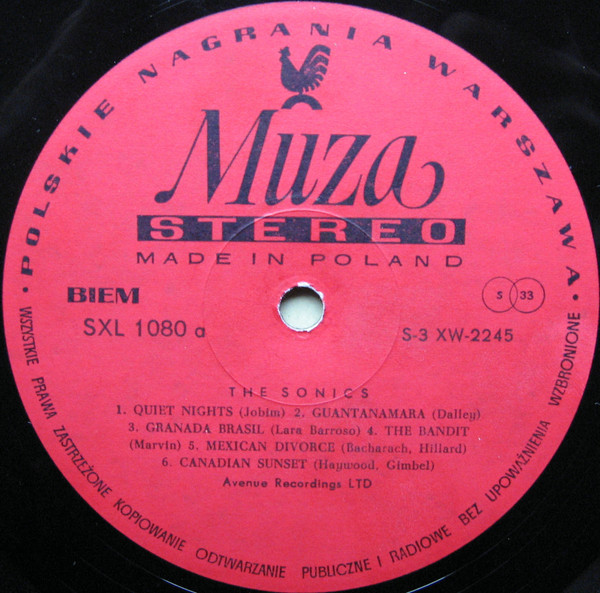 • POLSKIE NAGRANIA WARSZAWA •
Muza
STEREO
MADE IN POLAND
BIEM
S 33
SXL 1080 a
S-3 XW-2245
THE SONICS
1. QUIET NIGHTS (Jobim) 2. GUANTANAMARA (Dalley)
3. GRANADA BRASIL (Lara Barroso) 4. THE BANDIT
(Marvin) 5. MEXICAN DIVORCE (Bacharach, Hillard)
6. CANADIAN SUNSET (Haywood, Gimbel)
Avenue Recordings LTD
WSZYSTKIE PRAWA ZASTRZEŻONE KOPIOWANIE ODTWARZANIE PUBLICZNE I RADIOWE BEZ UPOWAŻNIENIA WZBRONIONE